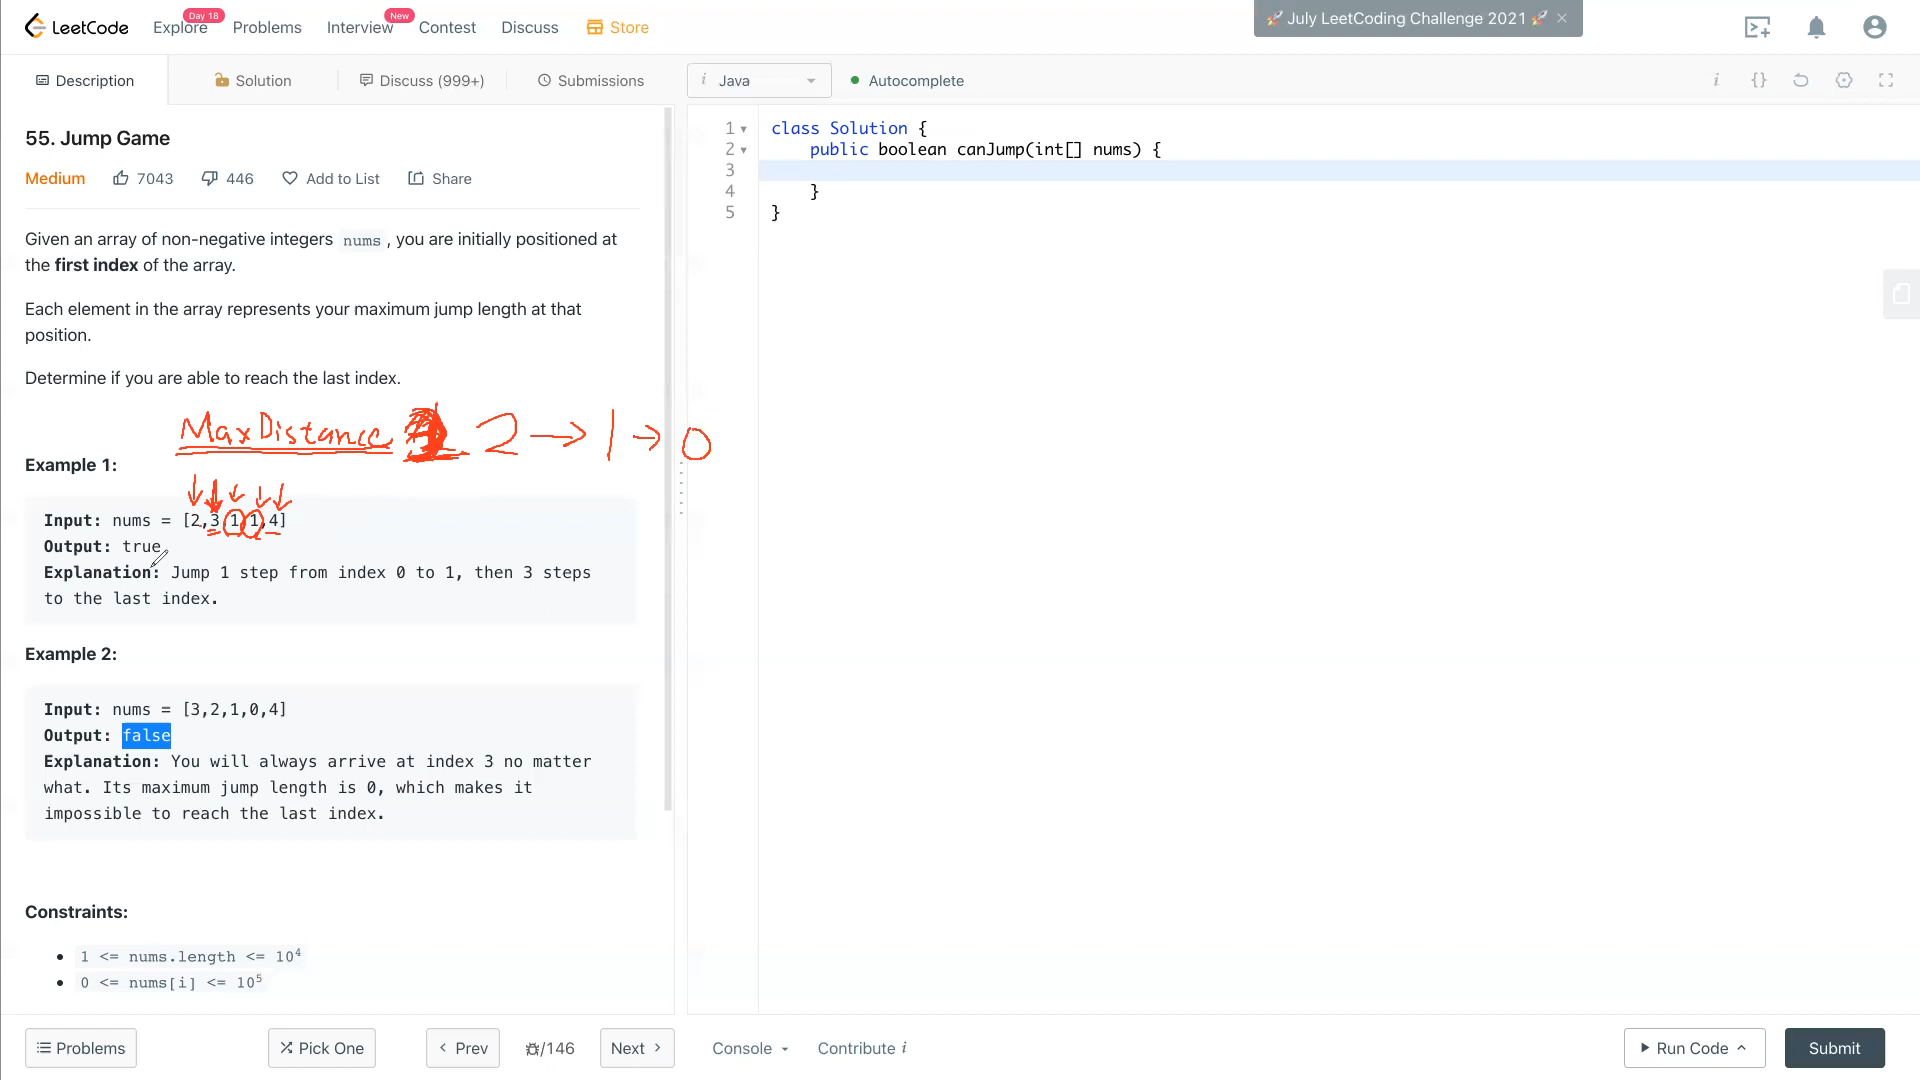 LeetCode Explore Day 18 Problems Interview New Contest Discuss Store 🚀 July LeetCoding Challenge 2021 🚀 ×
Description Solution Discuss (999+) Submissions i Java Autocomplete i {}
55. Jump Game
Medium 7043 446 Add to List Share
Given an array of non-negative integers nums , you are initially positioned at
the first index of the array.
Each element in the array represents your maximum jump length at that
position.
Determine if you are able to reach the last index.
MaxDistance 2 → 1 → 0
Example 1:
Input: nums = [2,3,1,1,4]
Output: true
Explanation: Jump 1 step from index 0 to 1, then 3 steps
to the last index.
Example 2:
Input: nums = [3,2,1,0,4]
Output: false
Explanation: You will always arrive at index 3 no matter
what. Its maximum jump length is 0, which makes it
impossible to reach the last index.
Constraints:
• 1 <= nums.length <= 10⁴
• 0 <= nums[i] <= 10⁵
1 class Solution {
2 public boolean canJump(int[] nums) {
3
4 }
5 }
Problems Pick One < Prev /146 Next > Console Contribute i Run Code Submit